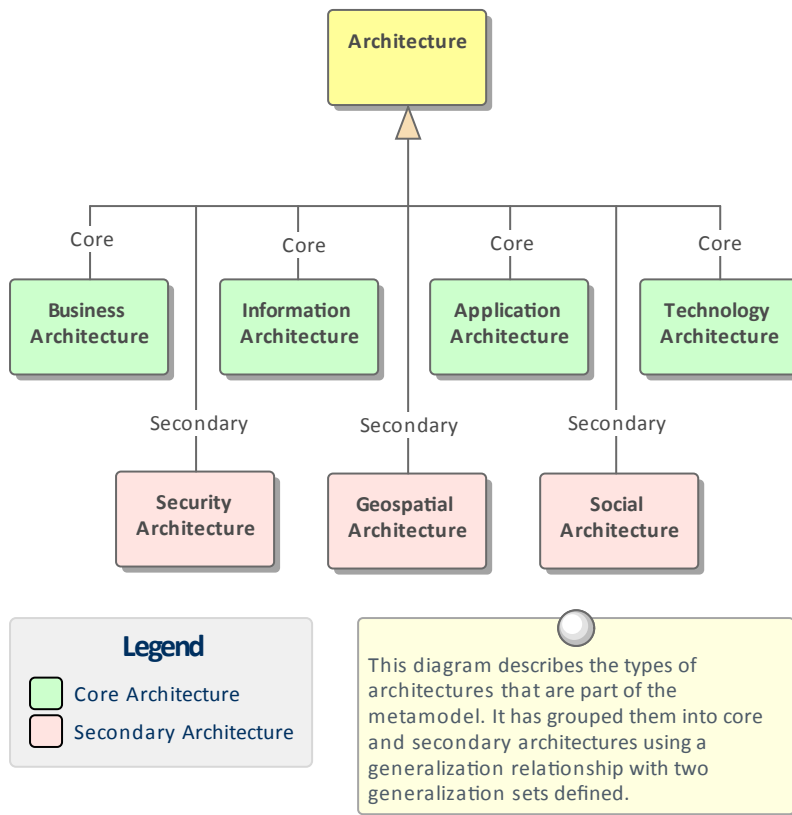 Architecture
Core
Core
Core
Core
Business
Architecture
Information
Architecture
Application
Architecture
Technology
Architecture
Secondary
Secondary
Secondary
Security
Architecture
Geospatial
Architecture
Social
Architecture
Legend
Core Architecture
Secondary Architecture
This diagram describes the types of
architectures that are part of the
metamodel. It has grouped them into core
and secondary architectures using a
generalization relationship with two
generalization sets defined.